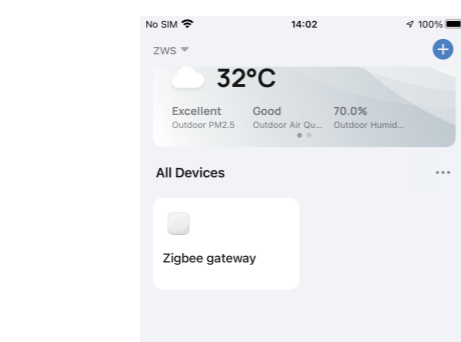 No SIM 14:02 100%
ZWS
32°C
Excellent Good 70.0%
Outdoor PM2.5 Outdoor Air Qu... Outdoor Humid...
All Devices
Zigbee gateway